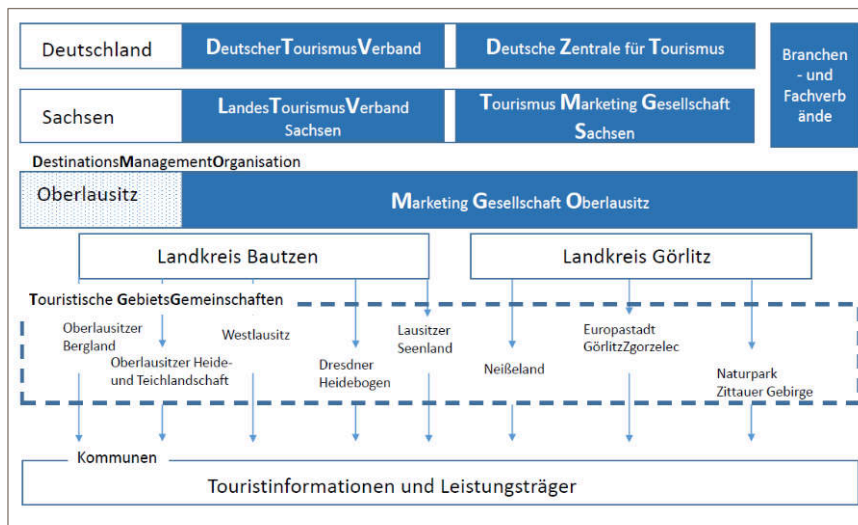 Deutschland
DeutscherTourismusVerband
Deutsche Zentrale für Tourismus
Branchen
- und
Fachverb
ände
Sachsen
LandesTourismusVerband
Sachsen
Tourismus Marketing Gesellschaft
Sachsen
DestinationsManagementOrganisation
Oberlausitz
Marketing Gesellschaft Oberlausitz
Landkreis Bautzen
Landkreis Görlitz
Touristische GebietsGemeinschaften
Oberlausitzer
Bergland
Oberlausitzer Heide-
und Teichlandschaft
Westlausitz
Dresdner
Heidebogen
Lausitzer
Seenland
Neißeland
Europastadt
GörlitzZgorzelec
Naturpark
Zittauer Gebirge
Kommunen
Touristinformationen und Leistungsträger